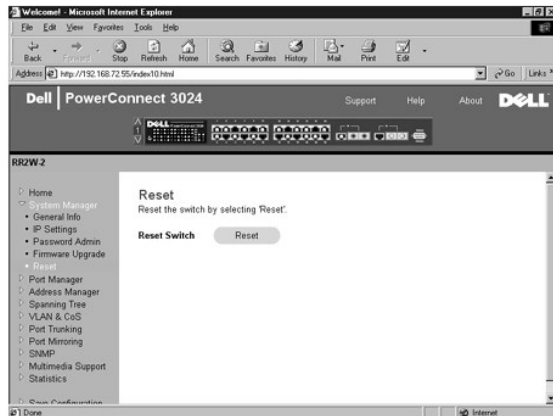 Welcome! - Microsoft Internet Explorer
File Edit View Favorites Tools Help
Back Forward Stop Refresh Home Search Favorites History Mail Print Edit
Address http://192.168.72.55/index10.html Go Links
Dell PowerConnect 3024 Support Help About DELL
DELL
1
RR2W-2
Home
System Manager
General Info
IP Settings
Password Admin
Firmware Upgrade
Reset
Port Manager
Address Manager
Spanning Tree
VLAN & CoS
Port Trunking
Port Mirroring
SNMP
Multimedia Support
Statistics
Save Configuration
Reset
Reset the switch by selecting 'Reset'.
Reset Switch Reset
Done Internet